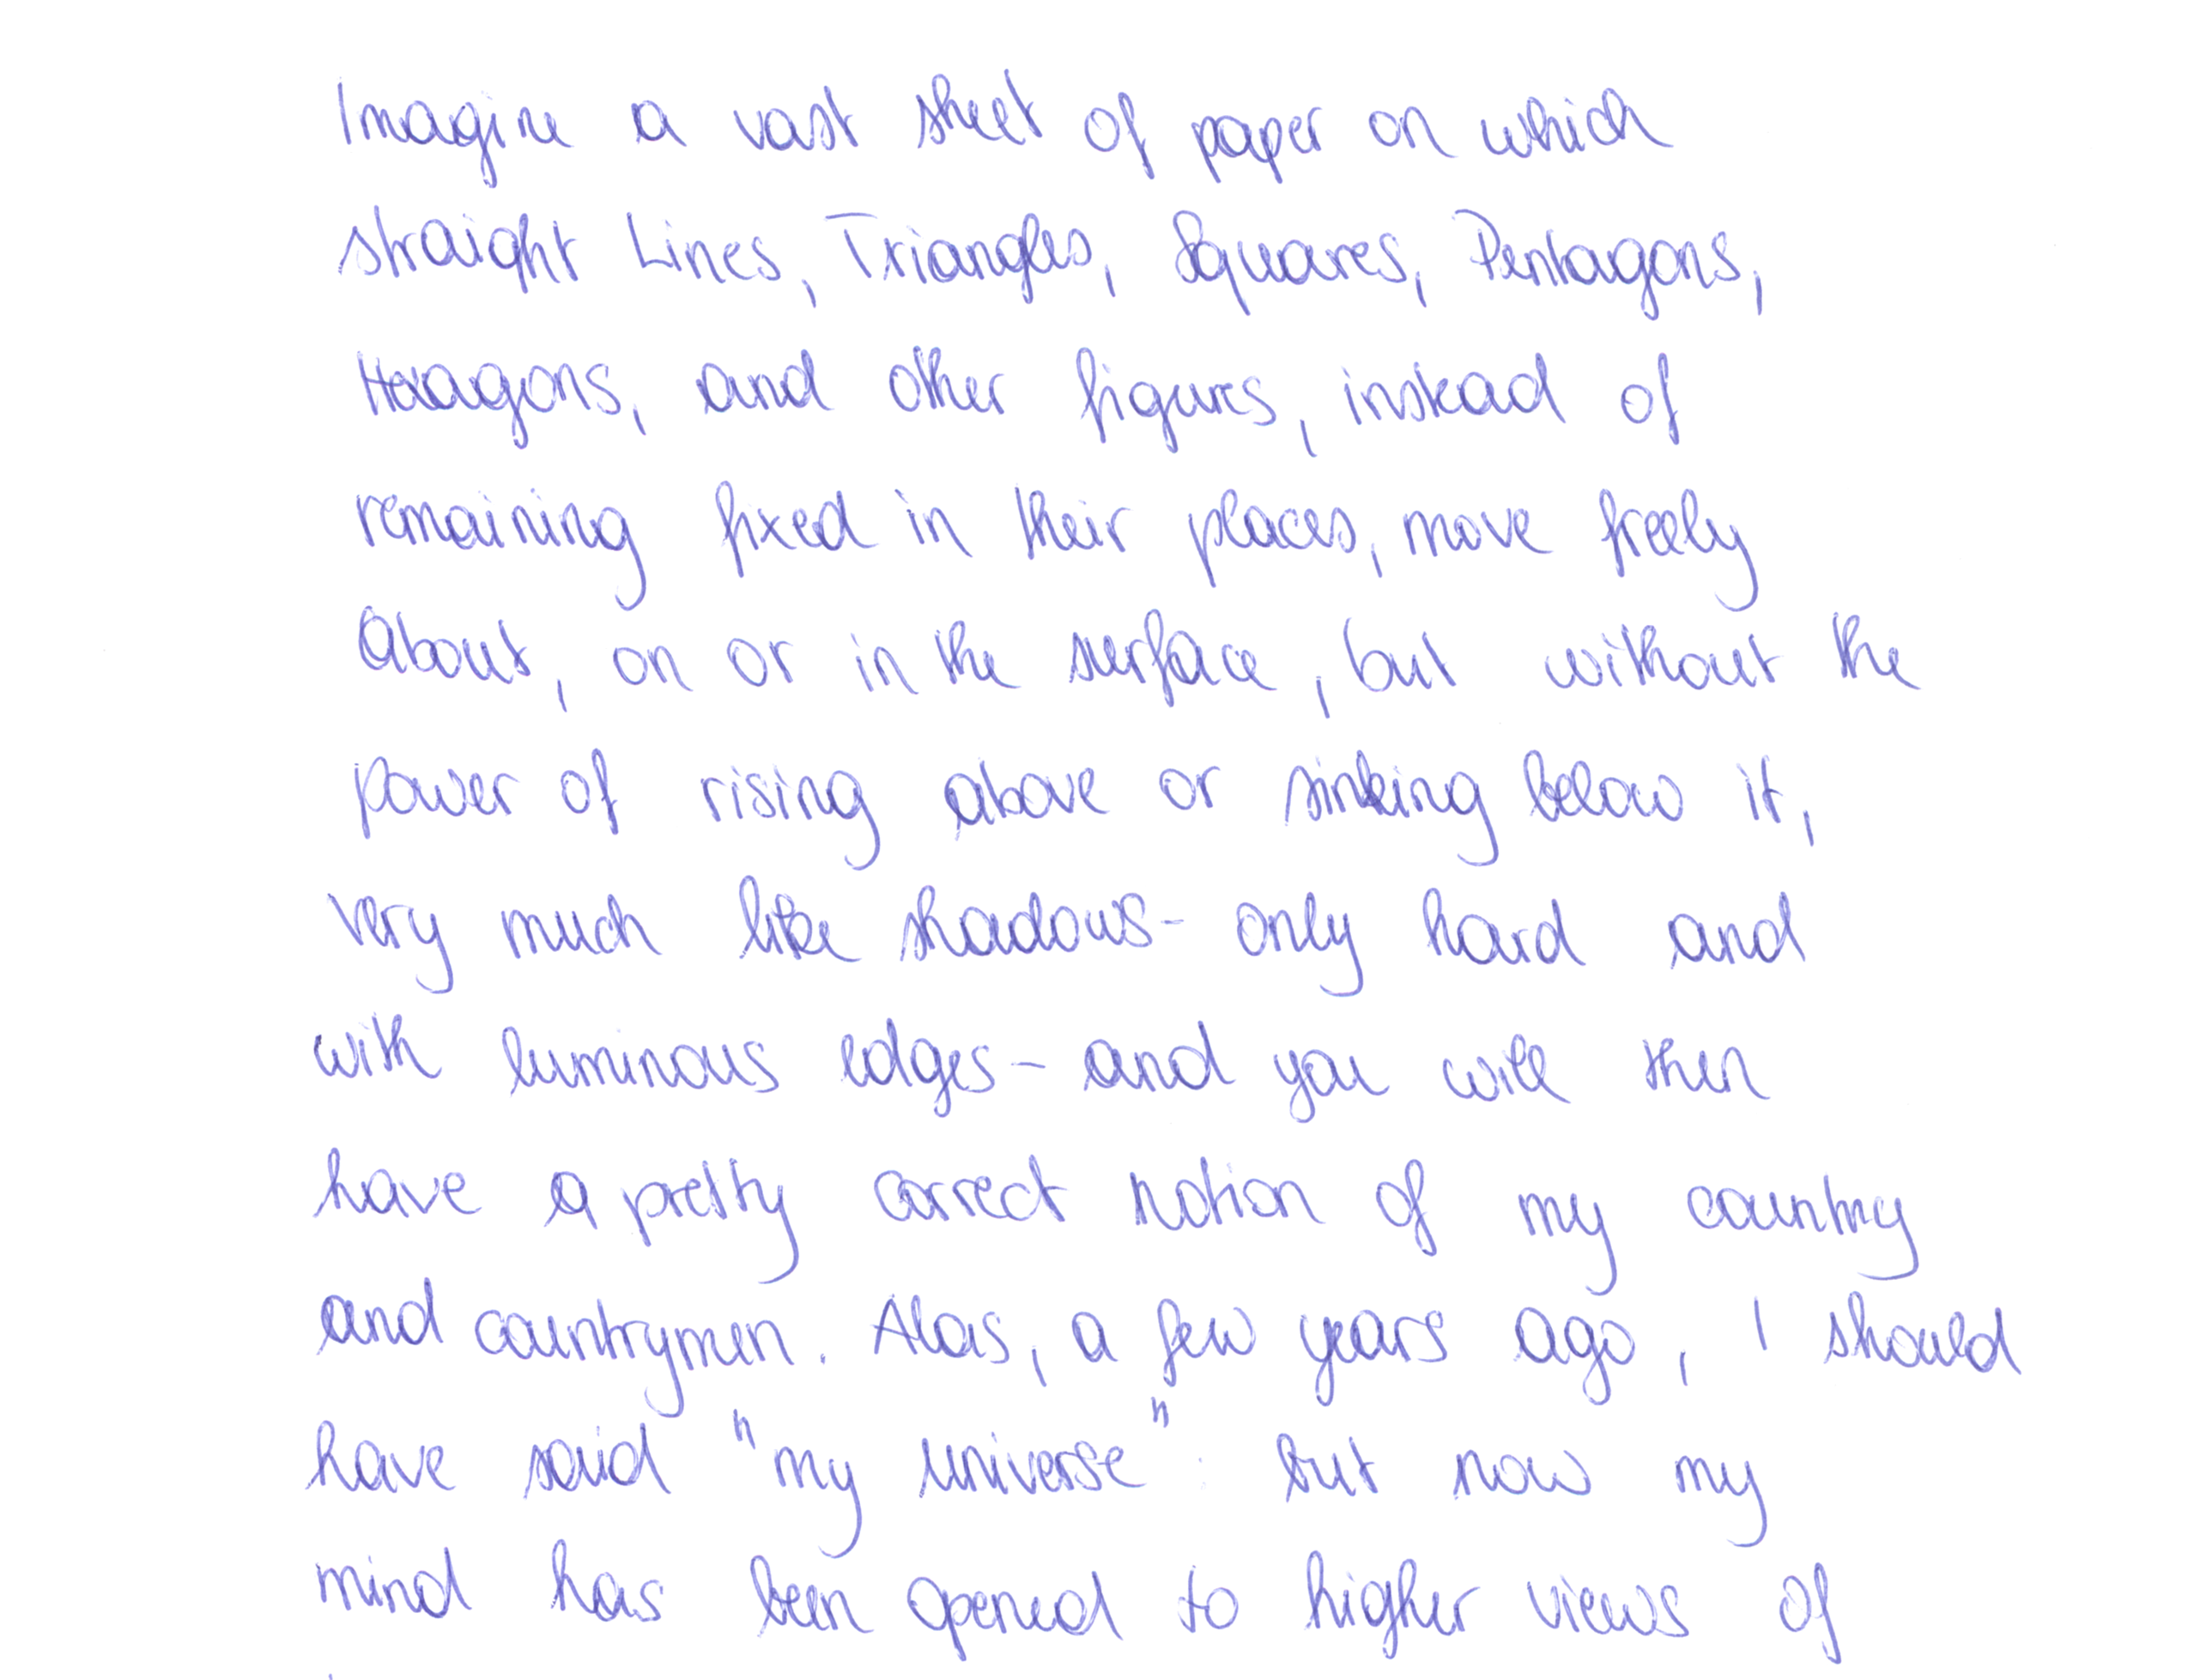 Imagine a vast sheet of paper on which
straight Lines, Triangles, Squares, Pentagons,
Hexagons, and other figures, instead of
remaining fixed in their places, move freely
about, on or in the surface, but without the
power of rising above or sinking below it,
very much like shadows - only hard and
with luminous edges - and you will then
have a pretty correct notion of my country
and countrymen. Alas, a few years ago, I should
have said "my universe": but now my
mind has been opened to higher views of